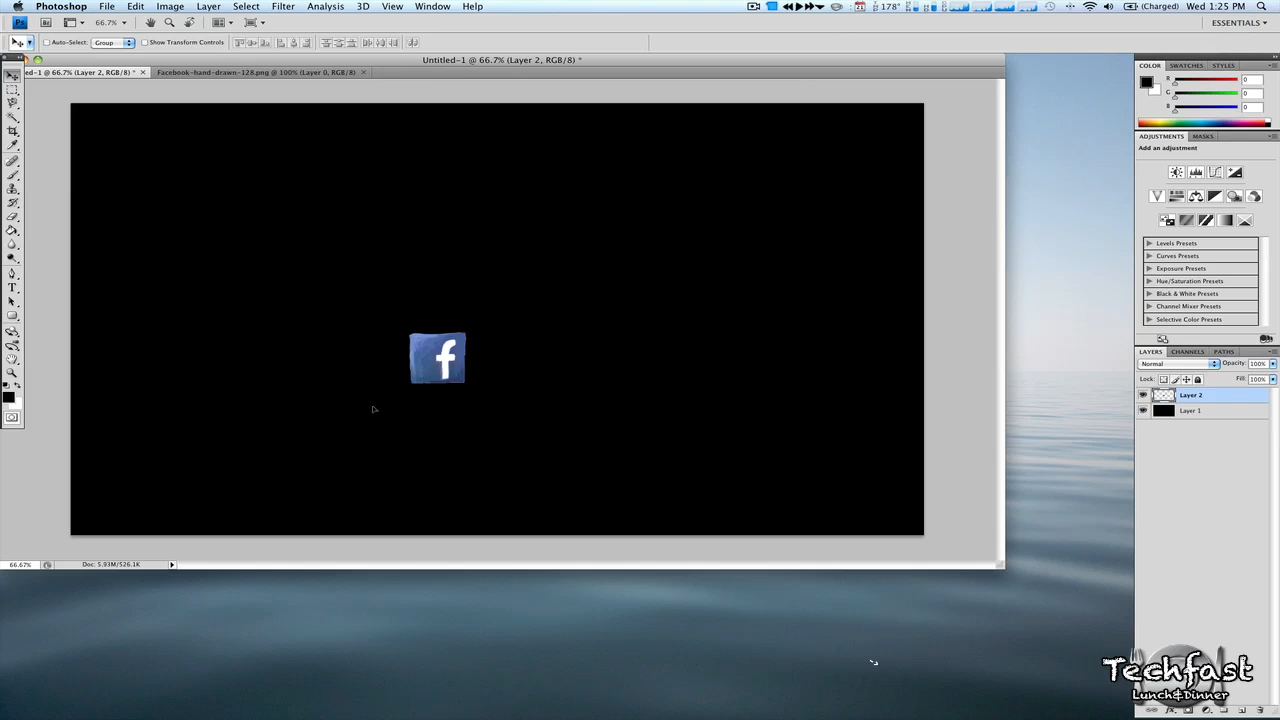 Photoshop File Edit Image Layer Select Filter Analysis 3D View Window Help 178° (Charged) Wed 1:25 PM
Ps Br 66.7% ESSENTIALS
Auto-Select: Group Show Transform Controls
Untitled-1 @ 66.7% (Layer 2, RGB/8) *
ed-1 @ 66.7% (Layer 2, RGB/8) * × Facebook-hand-drawn-128.png @ 100% (Layer 0, RGB/8) ×
COLOR SWATCHES STYLES
R 0
G 0
B 0
ADJUSTMENTS MASKS
Add an adjustment
Levels Presets
Curves Presets
Exposure Presets
Hue/Saturation Presets
Black & White Presets
Channel Mixer Presets
Selective Color Presets
f
LAYERS CHANNELS PATHS
Normal Opacity: 100%
Lock: Fill: 100%
Layer 2
Layer 1
66.67% Doc: 5.93M/526.1K
Techfast
Lunch&Dinner